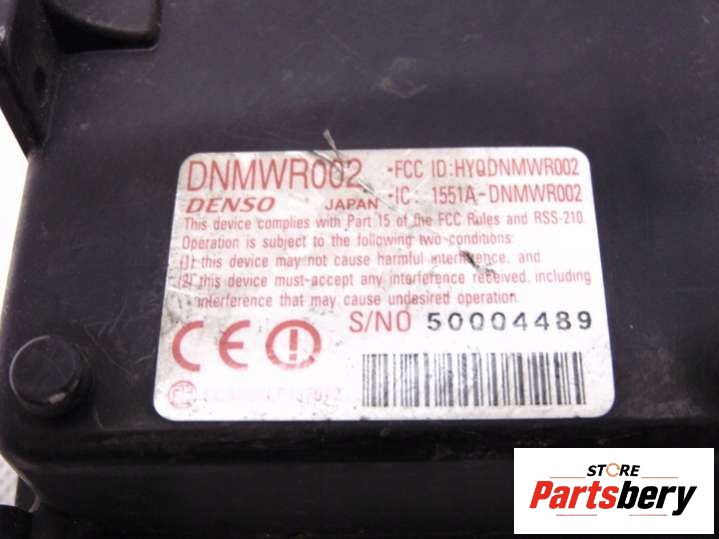 DNMWR002 -FCC ID:HYQDNMWR002
DENSO JAPAN -IC: 1551A-DNMWR002
This device complies with Part 15 of the FCC Rules and RSS-210.
Operation is subject to the following two conditions:
(1) this device may not cause harmful interference, and
(2) this device must accept any interference received, including
interference that may cause undesired operation.
S/NO 50004489
CE
STORE
Partsbery